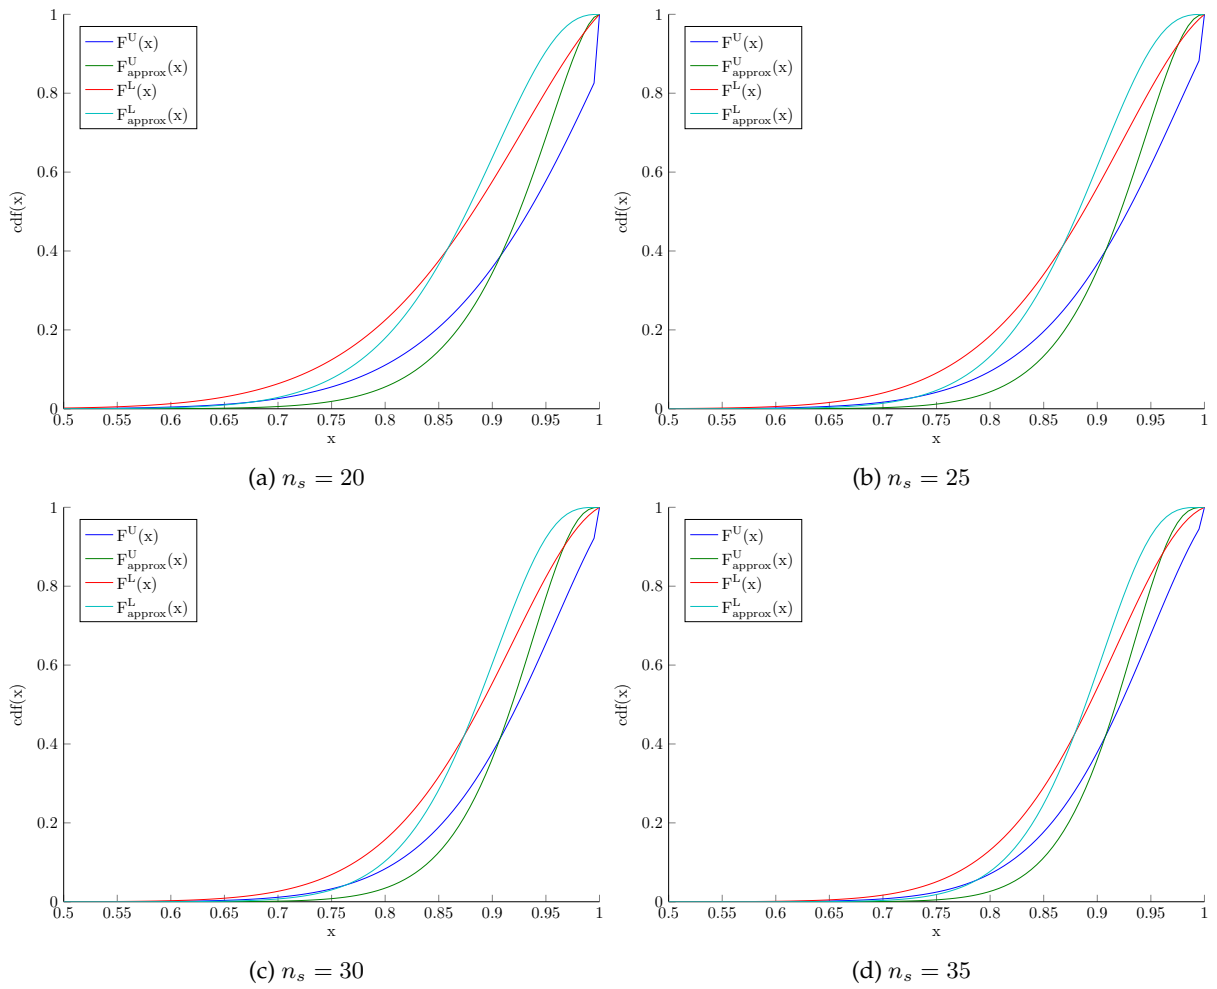 1
0.8
0.6
0.4
0.2
0
cdf(x)
F^U(x)
F^U_approx(x)
F^L(x)
F^L_approx(x)
0.5 0.55 0.6 0.65 0.7 0.75 0.8 0.85 0.9 0.95 1
x
(a) n_s = 20
1
0.8
0.6
0.4
0.2
0
cdf(x)
F^U(x)
F^U_approx(x)
F^L(x)
F^L_approx(x)
0.5 0.55 0.6 0.65 0.7 0.75 0.8 0.85 0.9 0.95 1
x
(b) n_s = 25
1
0.8
0.6
0.4
0.2
0
cdf(x)
F^U(x)
F^U_approx(x)
F^L(x)
F^L_approx(x)
0.5 0.55 0.6 0.65 0.7 0.75 0.8 0.85 0.9 0.95 1
x
(c) n_s = 30
1
0.8
0.6
0.4
0.2
0
cdf(x)
F^U(x)
F^U_approx(x)
F^L(x)
F^L_approx(x)
0.5 0.55 0.6 0.65 0.7 0.75 0.8 0.85 0.9 0.95 1
x
(d) n_s = 35